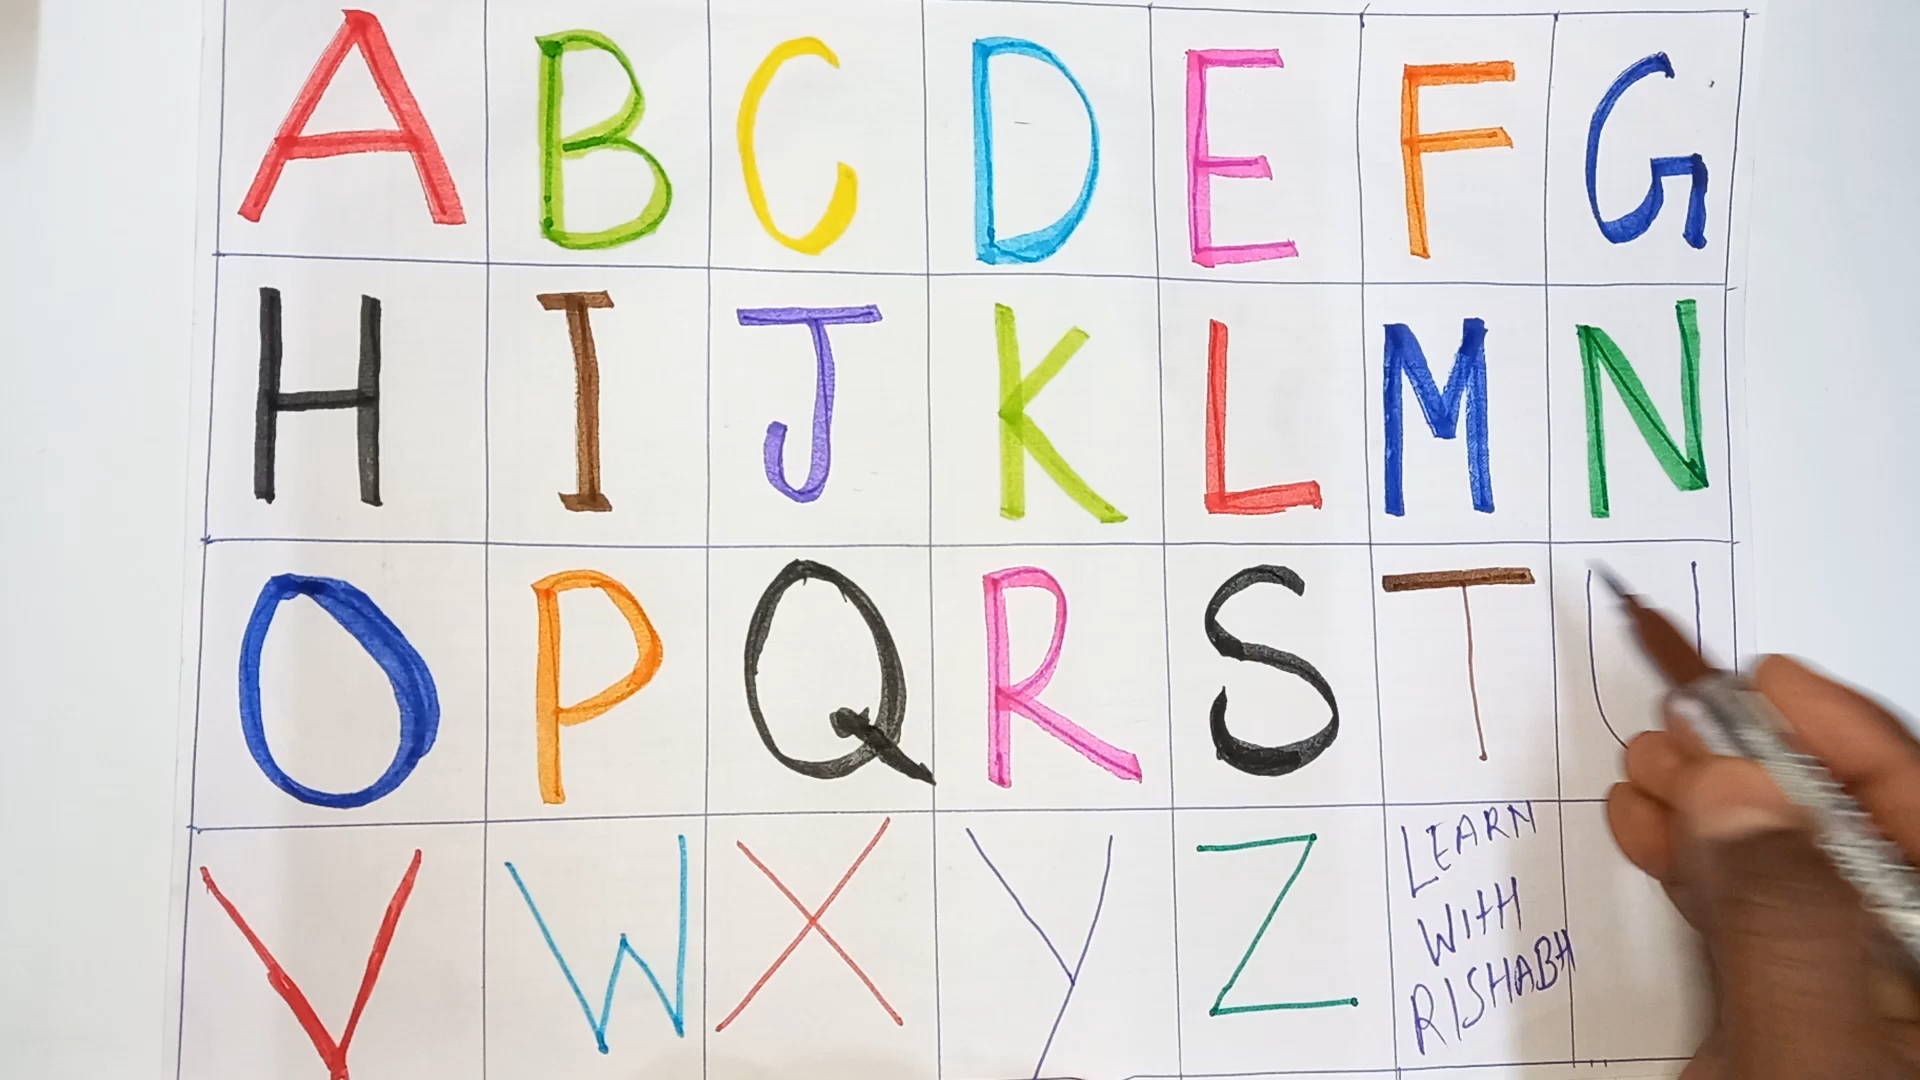 A B C D E F G
H I J K L M N
O P Q R S T U
V W X Y Z
LEARN
WITH
RISHABH